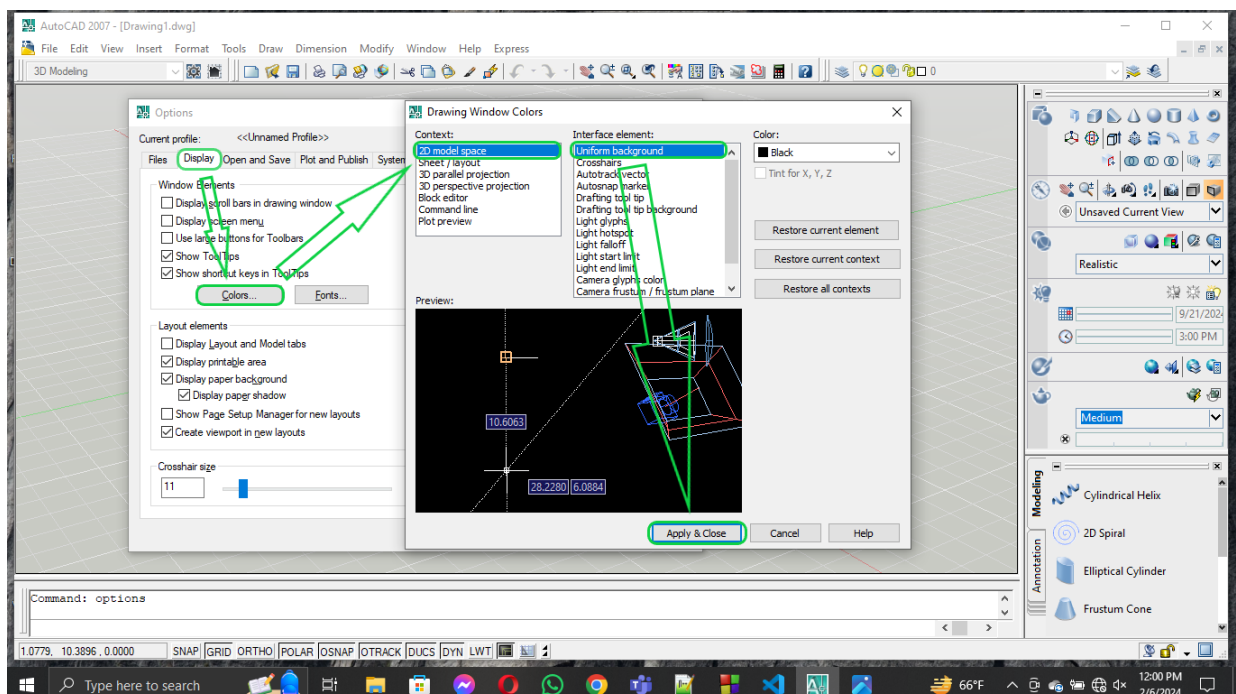 AutoCAD 2007 - [Drawing1.dwg]
File Edit View Insert Format Tools Draw Dimension Modify Window Help Express
3D Modeling
0
Options
Current profile: <<Unnamed Profile>>
Files Display Open and Save Plot and Publish System
Window Elements
Display scroll bars in drawing window
Display screen menu
Use large buttons for Toolbars
Show ToolTips
Show shortcut keys in ToolTips
Colors... Fonts...
Layout elements
Display Layout and Model tabs
Display printable area
Display paper background
Display paper shadow
Show Page Setup Manager for new layouts
Create viewport in new layouts
Crosshair size
11
Drawing Window Colors
Context:
2D model space
Sheet / layout
3D parallel projection
3D perspective projection
Block editor
Command line
Plot preview
Interface element:
Uniform background
Crosshairs
Autotrack vector
Autosnap marker
Drafting tool tip
Drafting tool tip background
Light glyphs
Light hotspot
Light falloff
Light start limit
Light end limit
Camera glyphs color
Camera frustum / frustum plane
Color:
Black
Tint for X, Y, Z
Restore current element
Restore current context
Restore all contexts
Preview:
10.6063
28.2280 6.0884
Apply & Close Cancel Help
Unsaved Current View
Realistic
9/21/202
3:00 PM
Medium
Modeling
Annotation
Cylindrical Helix
2D Spiral
Elliptical Cylinder
Frustum Cone
Command: options
1.0779, 10.3896, 0.0000 SNAP GRID ORTHO POLAR OSNAP OTRACK DUCS DYN LWT
Type here to search
66°F
12:00 PM
2/6/2024